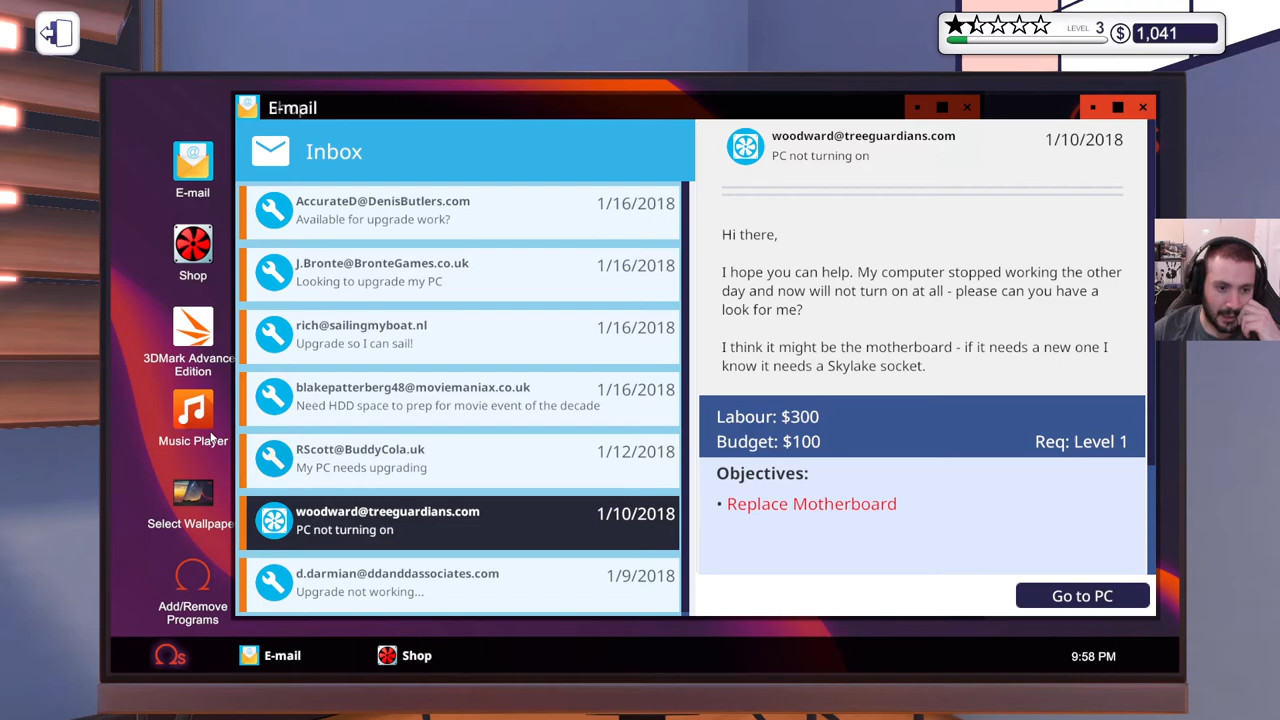 LEVEL 3
$ 1,041
E-mail
Inbox
AccurateD@DenisButlers.com
1/16/2018
Available for upgrade work?
J.Bronte@BronteGames.co.uk
1/16/2018
Looking to upgrade my PC
rich@sailingmyboat.nl
1/16/2018
Upgrade so I can sail!
blakepatterberg48@moviemaniax.co.uk
1/16/2018
Need HDD space to prep for movie event of the decade
RScott@BuddyCola.uk
1/12/2018
My PC needs upgrading
woodward@treeguardians.com
1/10/2018
PC not turning on
d.darmian@ddanddassociates.com
1/9/2018
Upgrade not working...
woodward@treeguardians.com
1/10/2018
PC not turning on
Hi there,
I hope you can help. My computer stopped working the other
day and now will not turn on at all - please can you have a
look for me?
I think it might be the motherboard - if it needs a new one I
know it needs a Skylake socket.
Labour: $300
Budget: $100
Req: Level 1
Objectives:
• Replace Motherboard
Go to PC
E-mail
Shop
3DMark Advance
Edition
Music Player
Select Wallpape
Add/Remove
Programs
Ωs
E-mail
Shop
9:58 PM